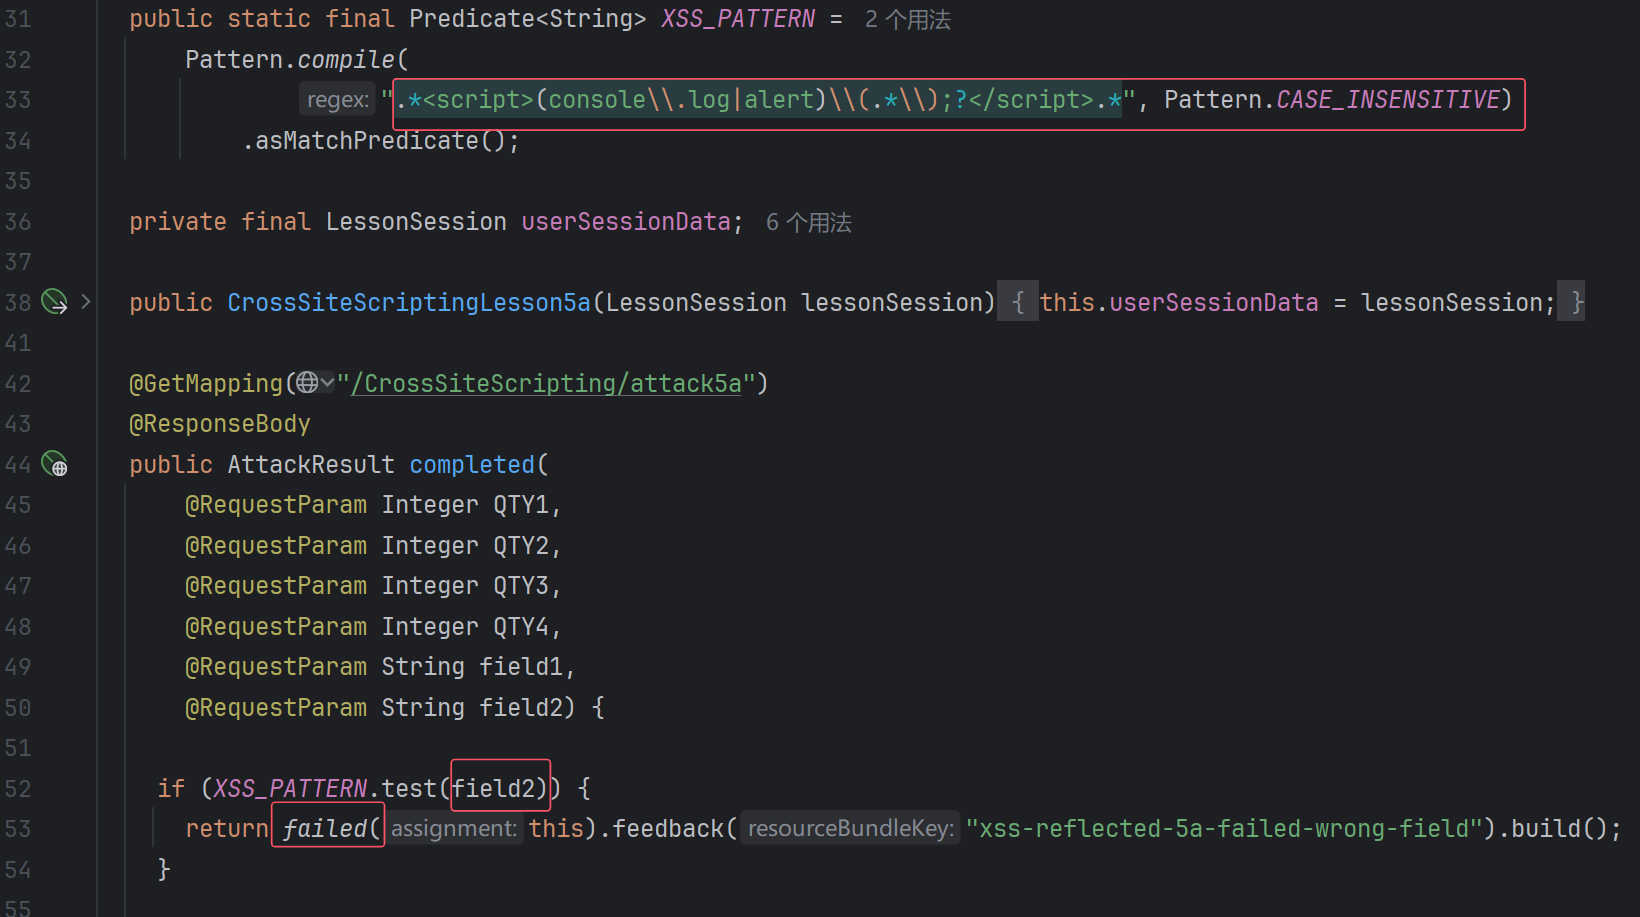 31 public static final Predicate<String> XSS_PATTERN = 2 个用法
32 Pattern.compile(
33 regex: ".*<script>(console\\.log|alert)\\(.*\\);?</script>.*", Pattern.CASE_INSENSITIVE)
34 .asMatchPredicate();
35
36 private final LessonSession userSessionData; 6 个用法
37
38 public CrossSiteScriptingLesson5a(LessonSession lessonSession) { this.userSessionData = lessonSession; }
41
42 @GetMapping("/CrossSiteScripting/attack5a")
43 @ResponseBody
44 public AttackResult completed(
45 @RequestParam Integer QTY1,
46 @RequestParam Integer QTY2,
47 @RequestParam Integer QTY3,
48 @RequestParam Integer QTY4,
49 @RequestParam String field1,
50 @RequestParam String field2) {
51
52 if (XSS_PATTERN.test(field2)) {
53 return failed( assignment: this).feedback( resourceBundleKey: "xss-reflected-5a-failed-wrong-field").build();
54 }
55